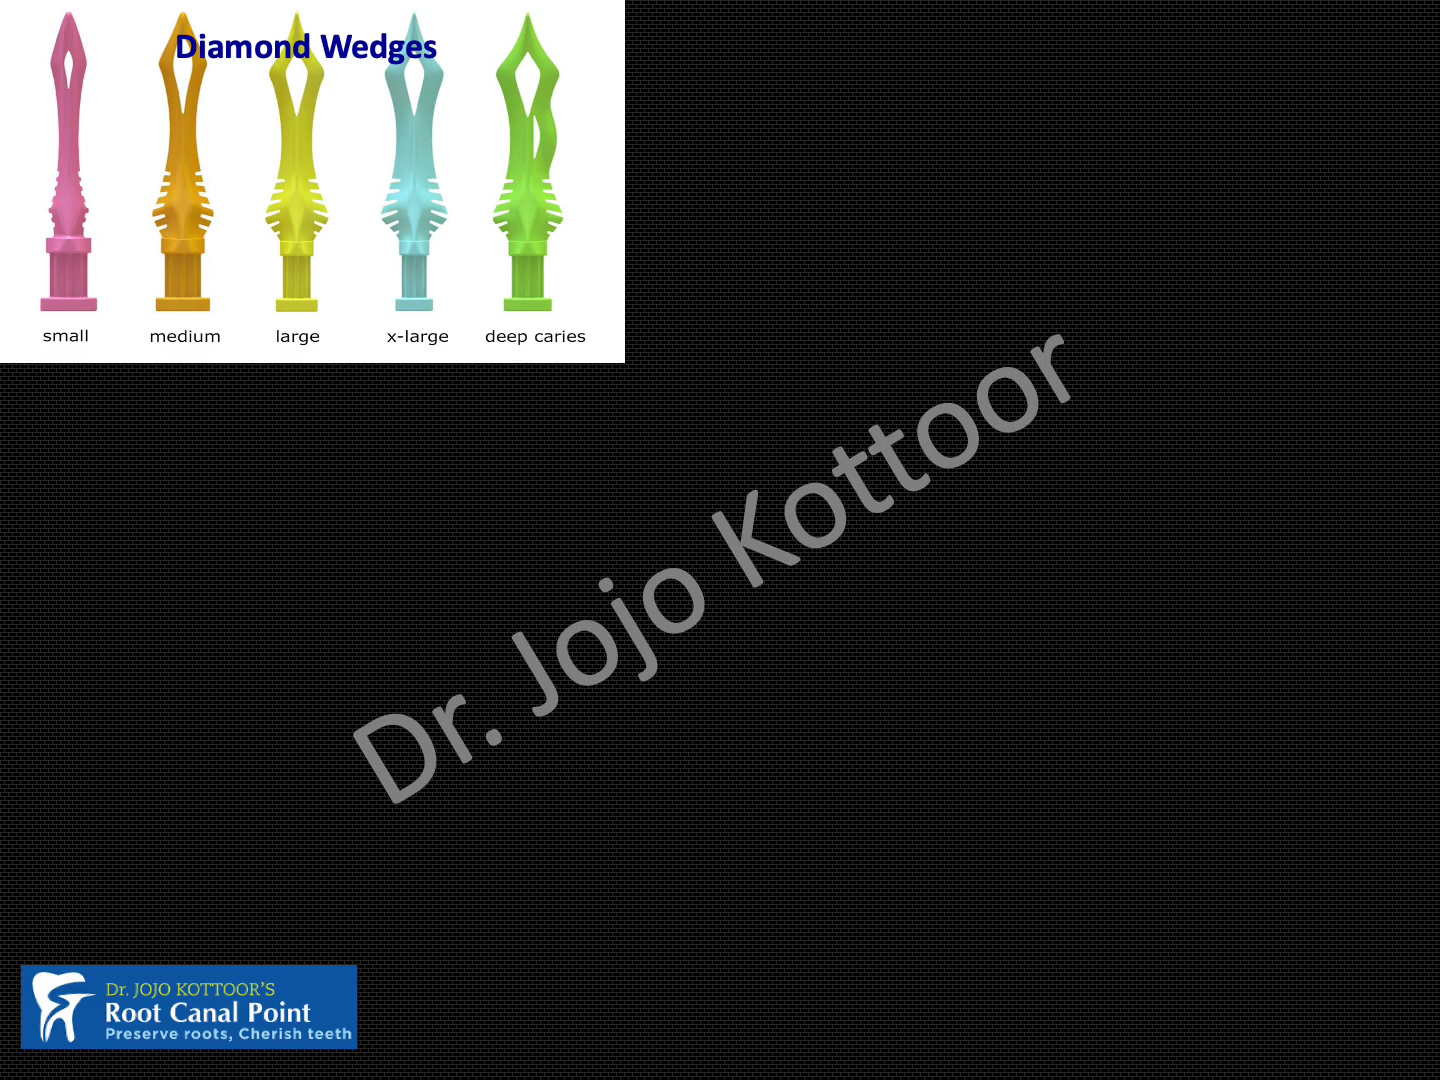 Diamond Wedges
small medium large x-large deep caries
Dr. Jojo Kottoor
Dr. JOJO KOTTOOR'S
Root Canal Point
Preserve roots, Cherish teeth